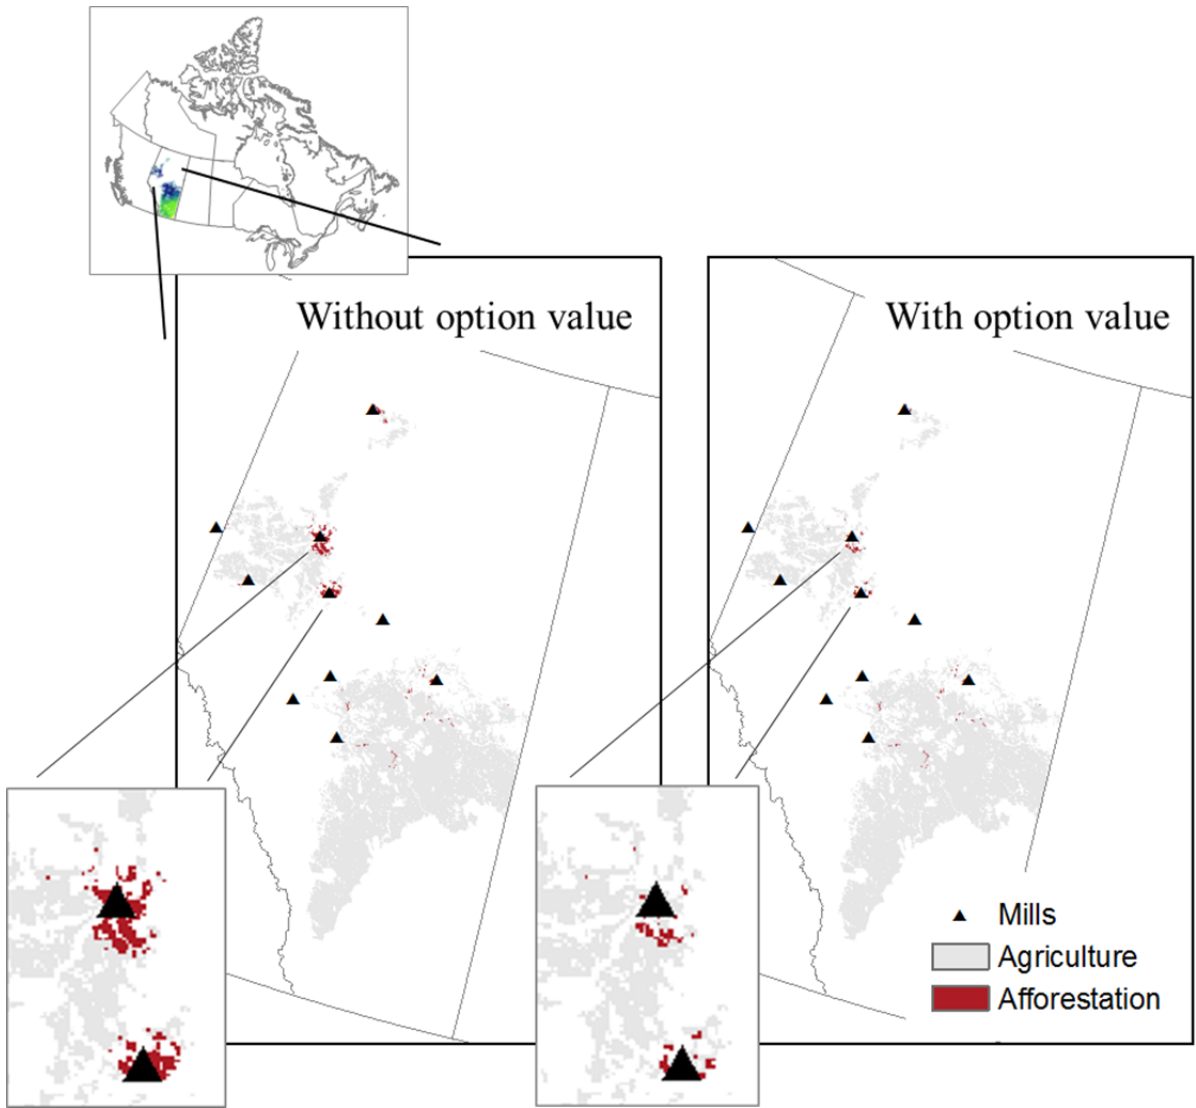 Without option value
With option value
Mills
Agriculture
Afforestation